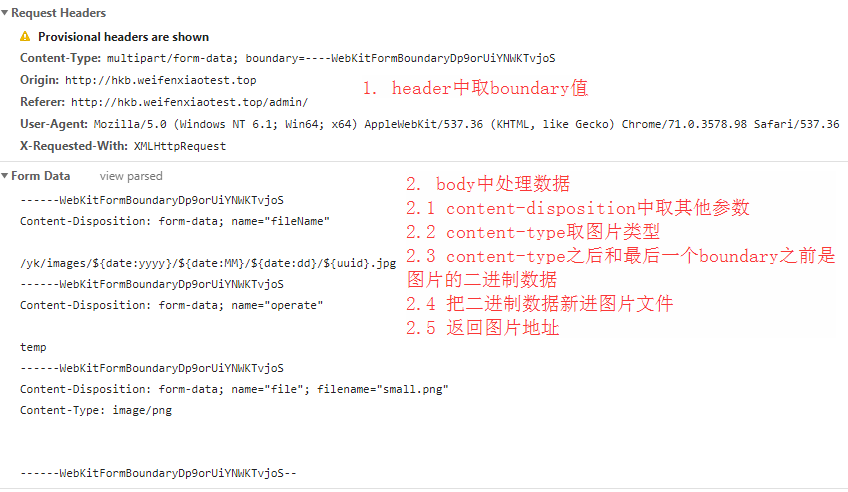 Request Headers
Provisional headers are shown
Content-Type: multipart/form-data; boundary=----WebKitFormBoundaryDp9orUiYNWKTvjoS
Origin: http://hkb.weifenxiaotest.top
Referer: http://hkb.weifenxiaotest.top/admin/
1. header中取boundary值
User-Agent: Mozilla/5.0 (Windows NT 6.1; Win64; x64) AppleWebKit/537.36 (KHTML, like Gecko) Chrome/71.0.3578.98 Safari/537.36
X-Requested-With: XMLHttpRequest
Form Data view parsed
------WebKitFormBoundaryDp9orUiYNWKTvjoS
Content-Disposition: form-data; name="fileName"
/yk/images/${date:yyyy}/${date:MM}/${date:dd}/${uuid}.jpg
------WebKitFormBoundaryDp9orUiYNWKTvjoS
Content-Disposition: form-data; name="operate"
temp
------WebKitFormBoundaryDp9orUiYNWKTvjoS
Content-Disposition: form-data; name="file"; filename="small.png"
Content-Type: image/png
------WebKitFormBoundaryDp9orUiYNWKTvjoS--
2. body中处理数据
2.1 content-disposition中取其他参数
2.2 content-type取图片类型
2.3 content-type之后和最后一个boundary之前是
图片的二进制数据
2.4 把二进制数据新进图片文件
2.5 返回图片地址